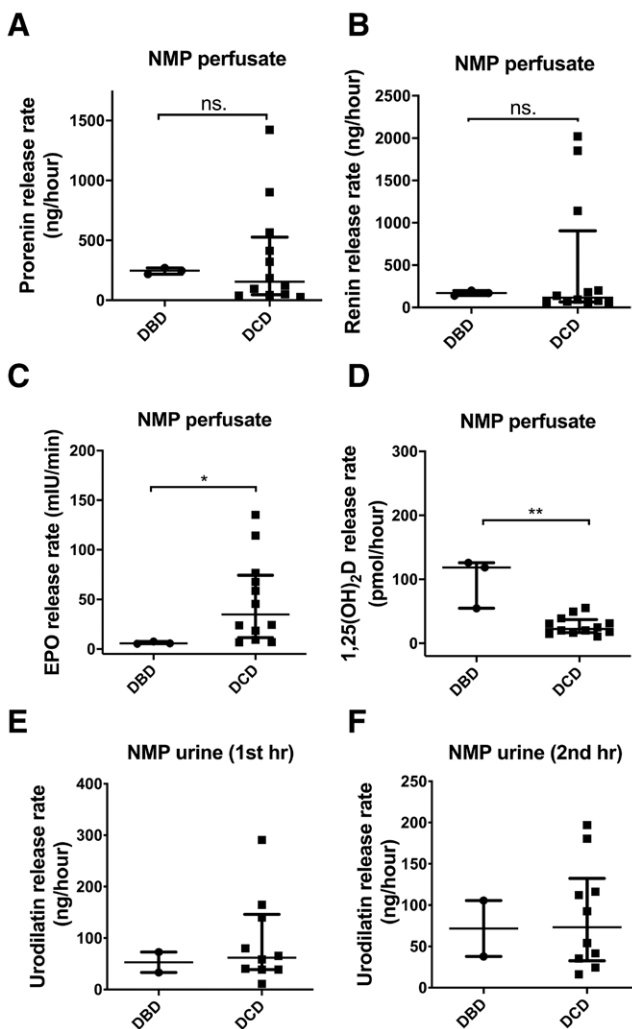 A
NMP perfusate
ns.
Prorenin release rate
(ng/hour)
1500
1000
500
0
DBD
DCD
B
NMP perfusate
ns.
Renin release rate (ng/hour)
2500
2000
1500
1000
500
0
DBD
DCD
C
NMP perfusate
*
EPO release rate (mIU/min)
200
150
100
50
0
DBD
DCD
D
NMP perfusate
**
1,25(OH)₂D release rate
(pmol/hour)
300
200
100
0
DBD
DCD
E
NMP urine (1st hr)
Urodilatin release rate
(ng/hour)
400
300
200
100
0
DBD
DCD
F
NMP urine (2nd hr)
Urodilatin release rate
(ng/hour)
250
200
150
100
50
0
DBD
DCD